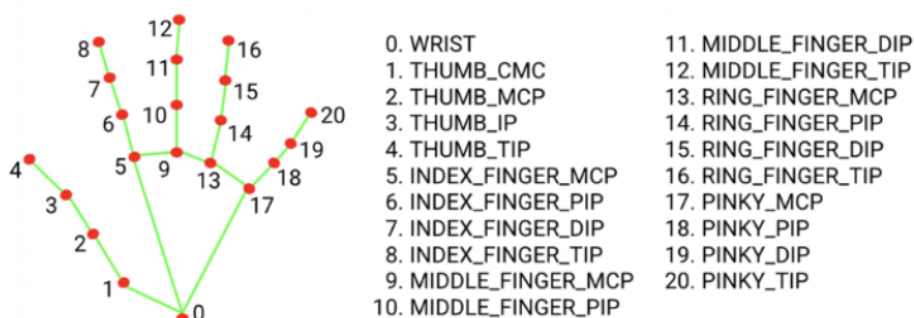 12
8
16
11
7
15
10
6
14
20
4
5
9
13
19
18
3
17
2
1
0
0. WRIST
1. THUMB_CMC
2. THUMB_MCP
3. THUMB_IP
4. THUMB_TIP
5. INDEX_FINGER_MCP
6. INDEX_FINGER_PIP
7. INDEX_FINGER_DIP
8. INDEX_FINGER_TIP
9. MIDDLE_FINGER_MCP
10. MIDDLE_FINGER_PIP
11. MIDDLE_FINGER_DIP
12. MIDDLE_FINGER_TIP
13. RING_FINGER_MCP
14. RING_FINGER_PIP
15. RING_FINGER_DIP
16. RING_FINGER_TIP
17. PINKY_MCP
18. PINKY_PIP
19. PINKY_DIP
20. PINKY_TIP